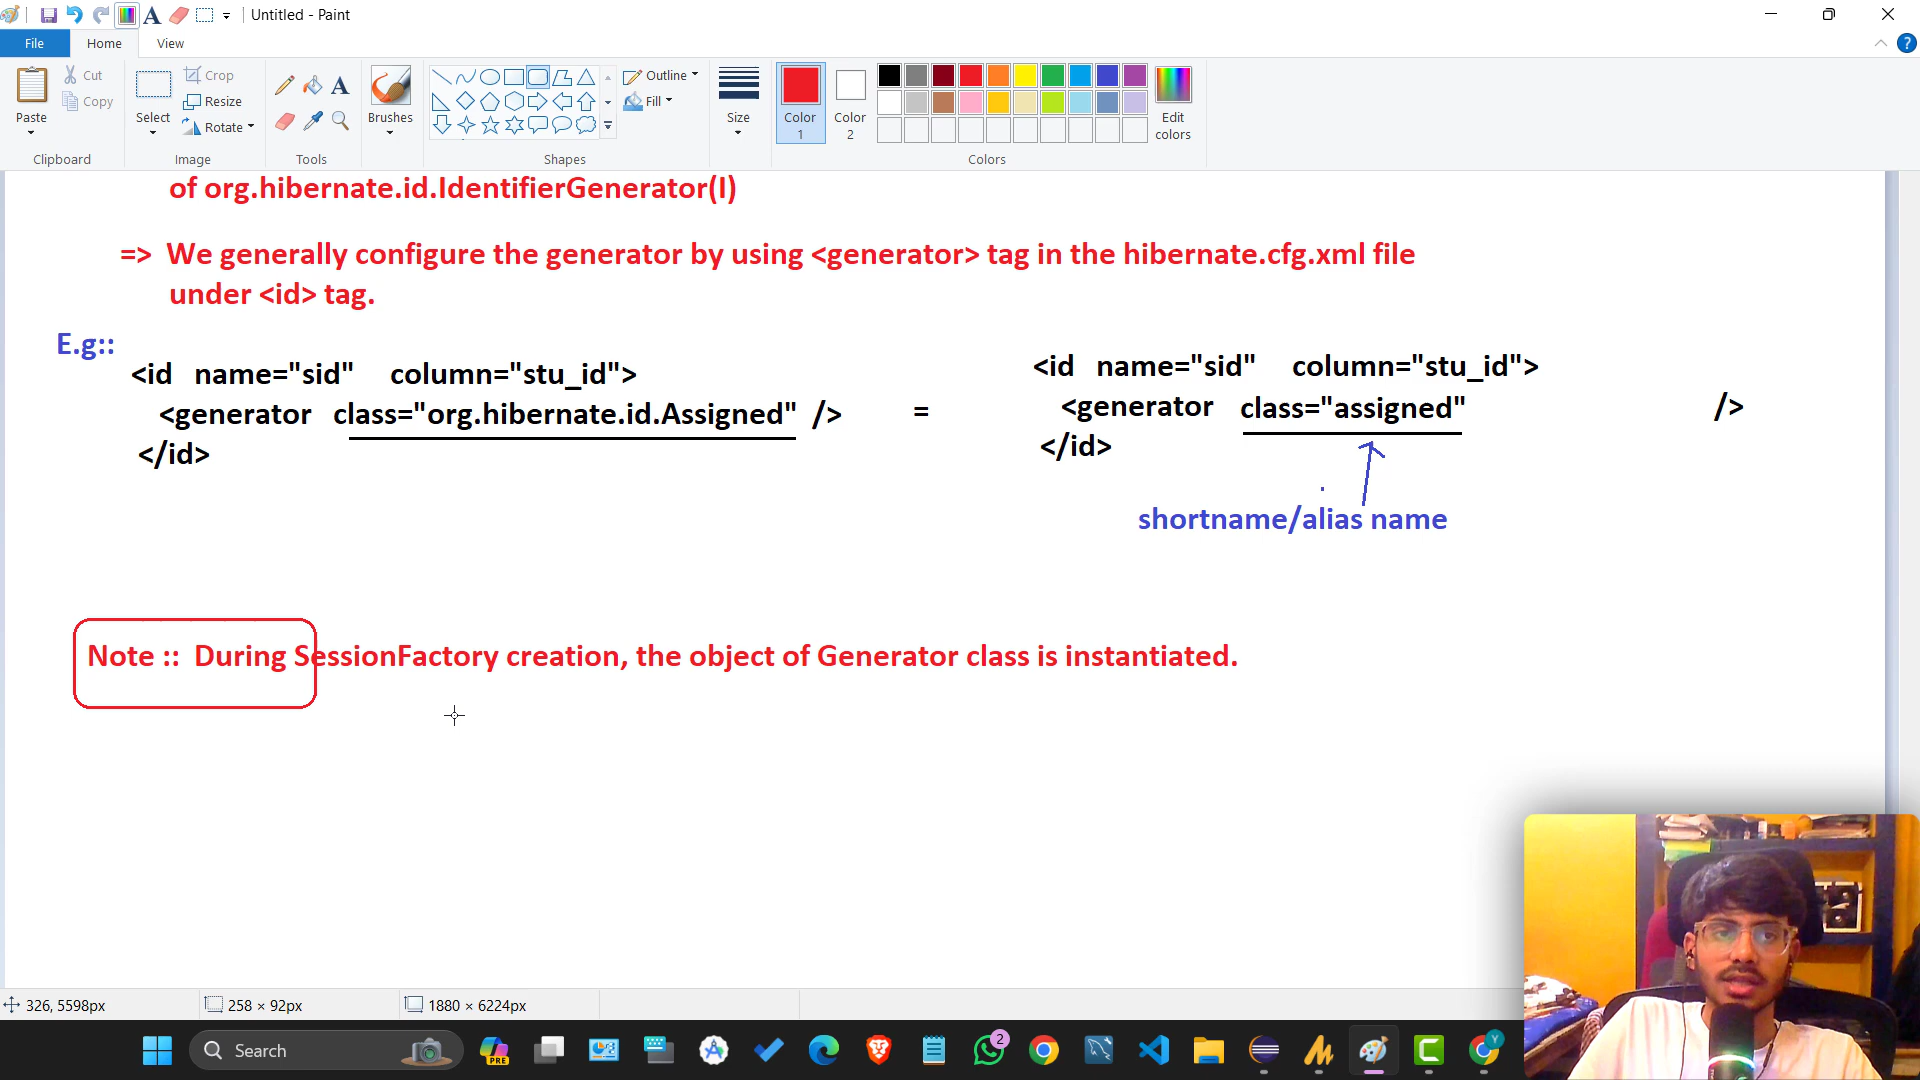 Untitled - Paint
File Home View
Paste Cut Copy Clipboard
Select Crop Resize Rotate Image
Tools
Brushes
Outline Fill Shapes
Size
Color 1 Color 2 Edit colors Colors
of org.hibernate.id.IdentifierGenerator(I)
=> We generally configure the generator by using <generator> tag in the hibernate.cfg.xml file
under <id> tag.
E.g::
<id name="sid" column="stu_id">
<generator class="org.hibernate.id.Assigned" />
</id>
=
<id name="sid" column="stu_id">
<generator class="assigned" />
</id>
shortname/alias name
Note :: During SessionFactory creation, the object of Generator class is instantiated.
326, 5598px 258 × 92px 1880 × 6224px
Search
PRE
2
Y